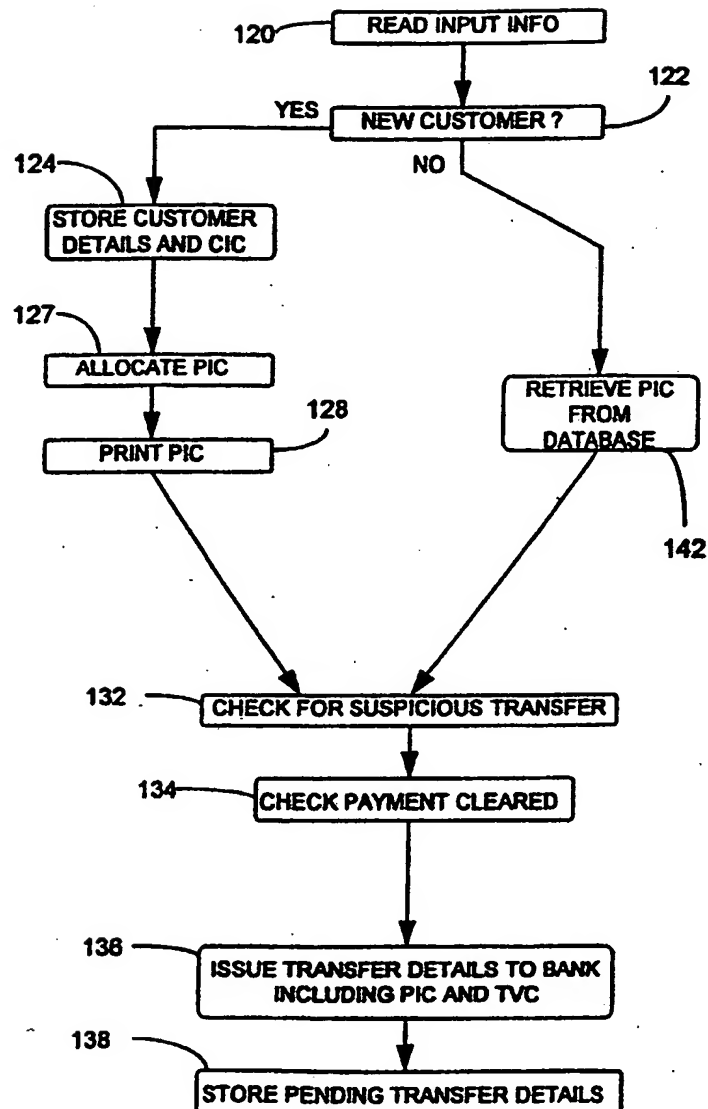 120
READ INPUT INFO
122
YES
NEW CUSTOMER ?
NO
124
STORE CUSTOMER
DETAILS AND CIC
127
ALLOCATE PIC
128
PRINT PIC
RETRIEVE PIC
FROM
DATABASE
142
132
CHECK FOR SUSPICIOUS TRANSFER
134
CHECK PAYMENT CLEARED
136
ISSUE TRANSFER DETAILS TO BANK
INCLUDING PIC AND TVC
138
STORE PENDING TRANSFER DETAILS